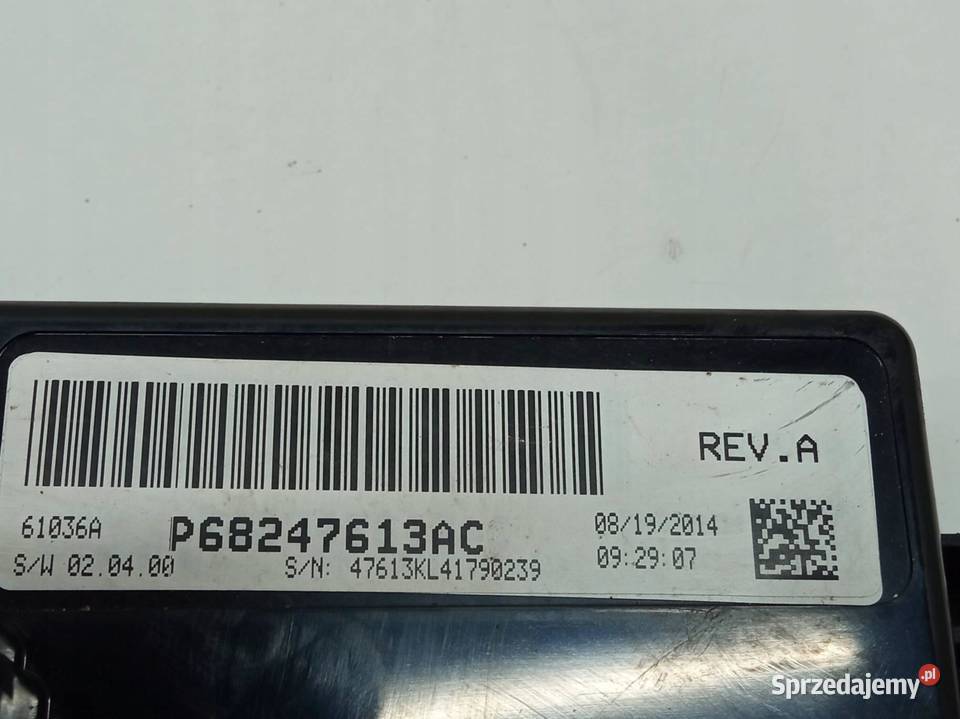 REV.A
61036A P68247613AC 08/19/2014
S/W 02.04.00 S/N: 47613KL41790239 09:29:07
Sprzedajemy.pl